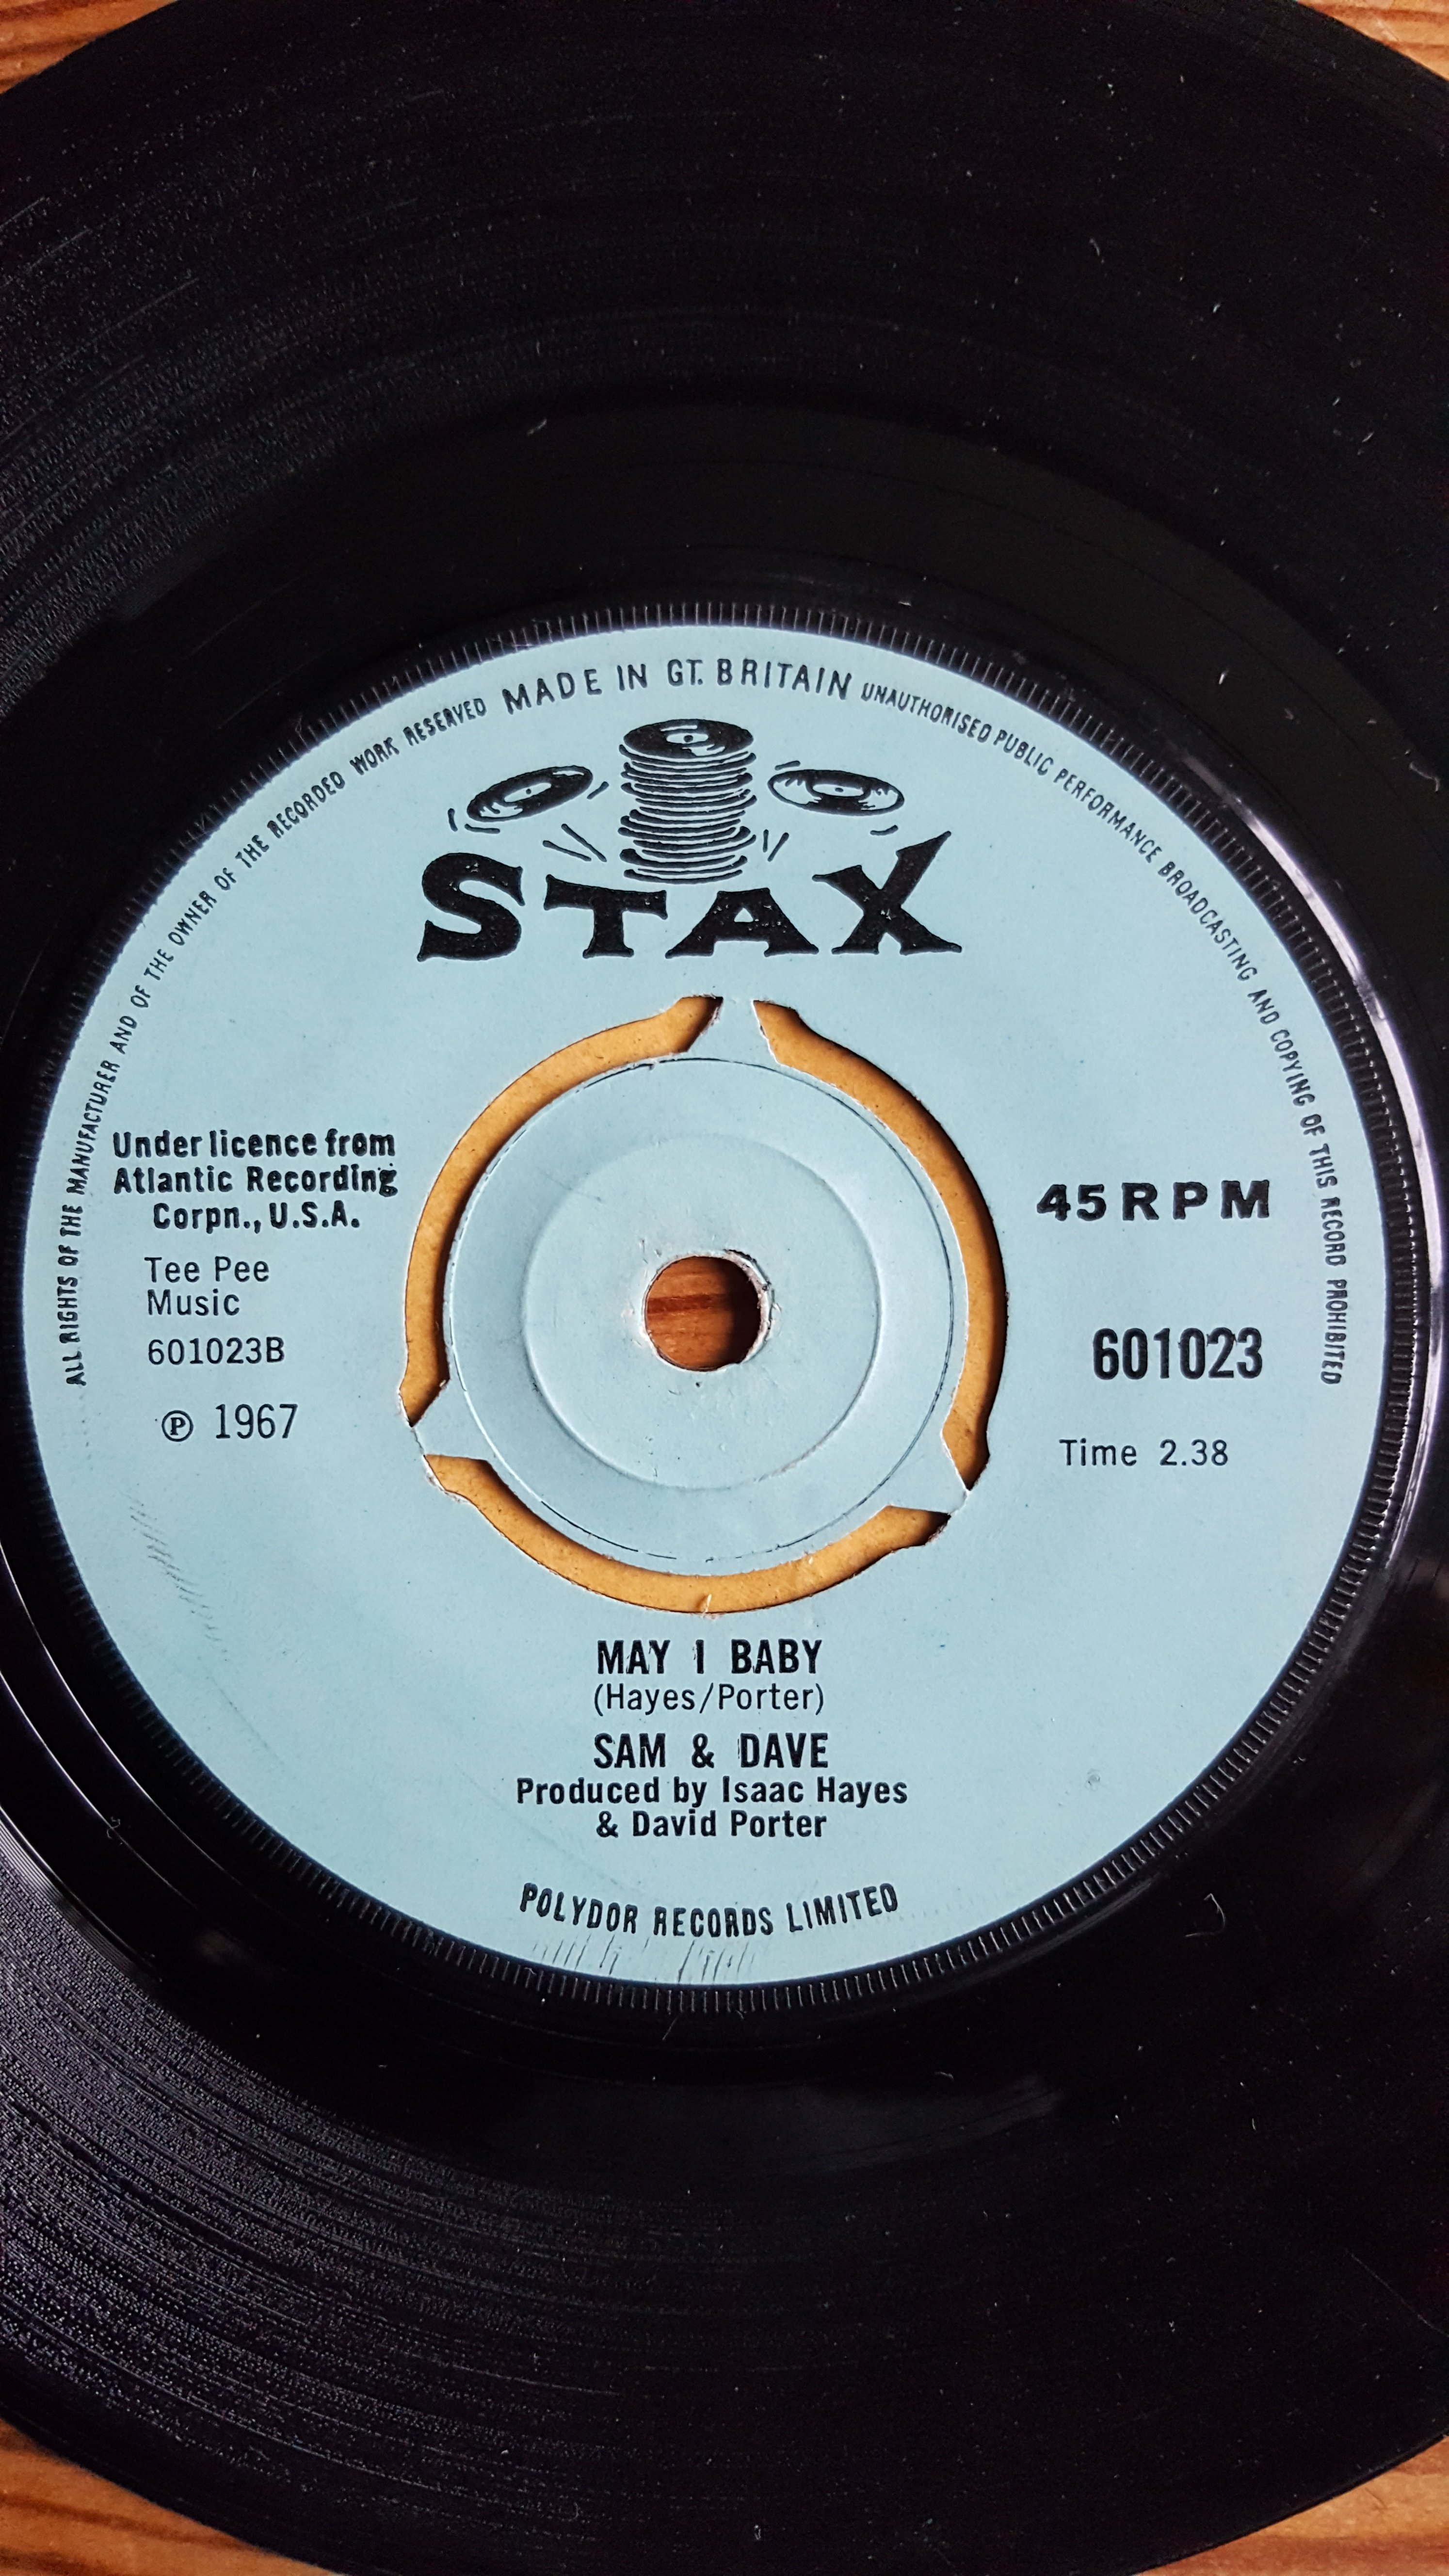 ALL RIGHTS OF THE MANUFACTURER AND OF THE OWNER OF THE RECORDED WORK RESERVED MADE IN GT. BRITAIN UNAUTHORISED PUBLIC PERFORMANCE BROADCASTING AND COPYING OF THIS RECORD PROHIBITED
STAX
Under licence from
Atlantic Recording
Corpn., U.S.A.
Tee Pee
Music
601023B
℗ 1967
45 RPM
601023
Time 2.38
MAY I BABY
(Hayes/Porter)
SAM & DAVE
Produced by Isaac Hayes
& David Porter
POLYDOR RECORDS LIMITED